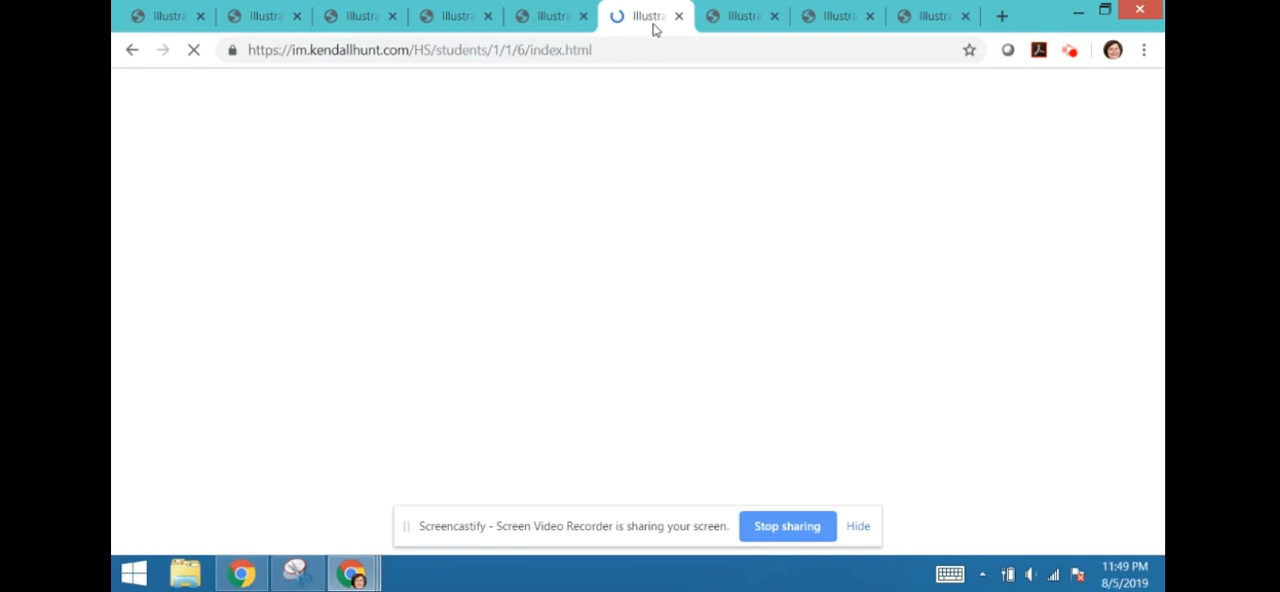 Illustra Illustra Illustra Illustra Illustra Illustra Illustra Illustra Illustra
https://im.kendallhunt.com/HS/students/1/1/6/index.html
Screencastify - Screen Video Recorder is sharing your screen. Stop sharing Hide
11:49 PM
8/5/2019